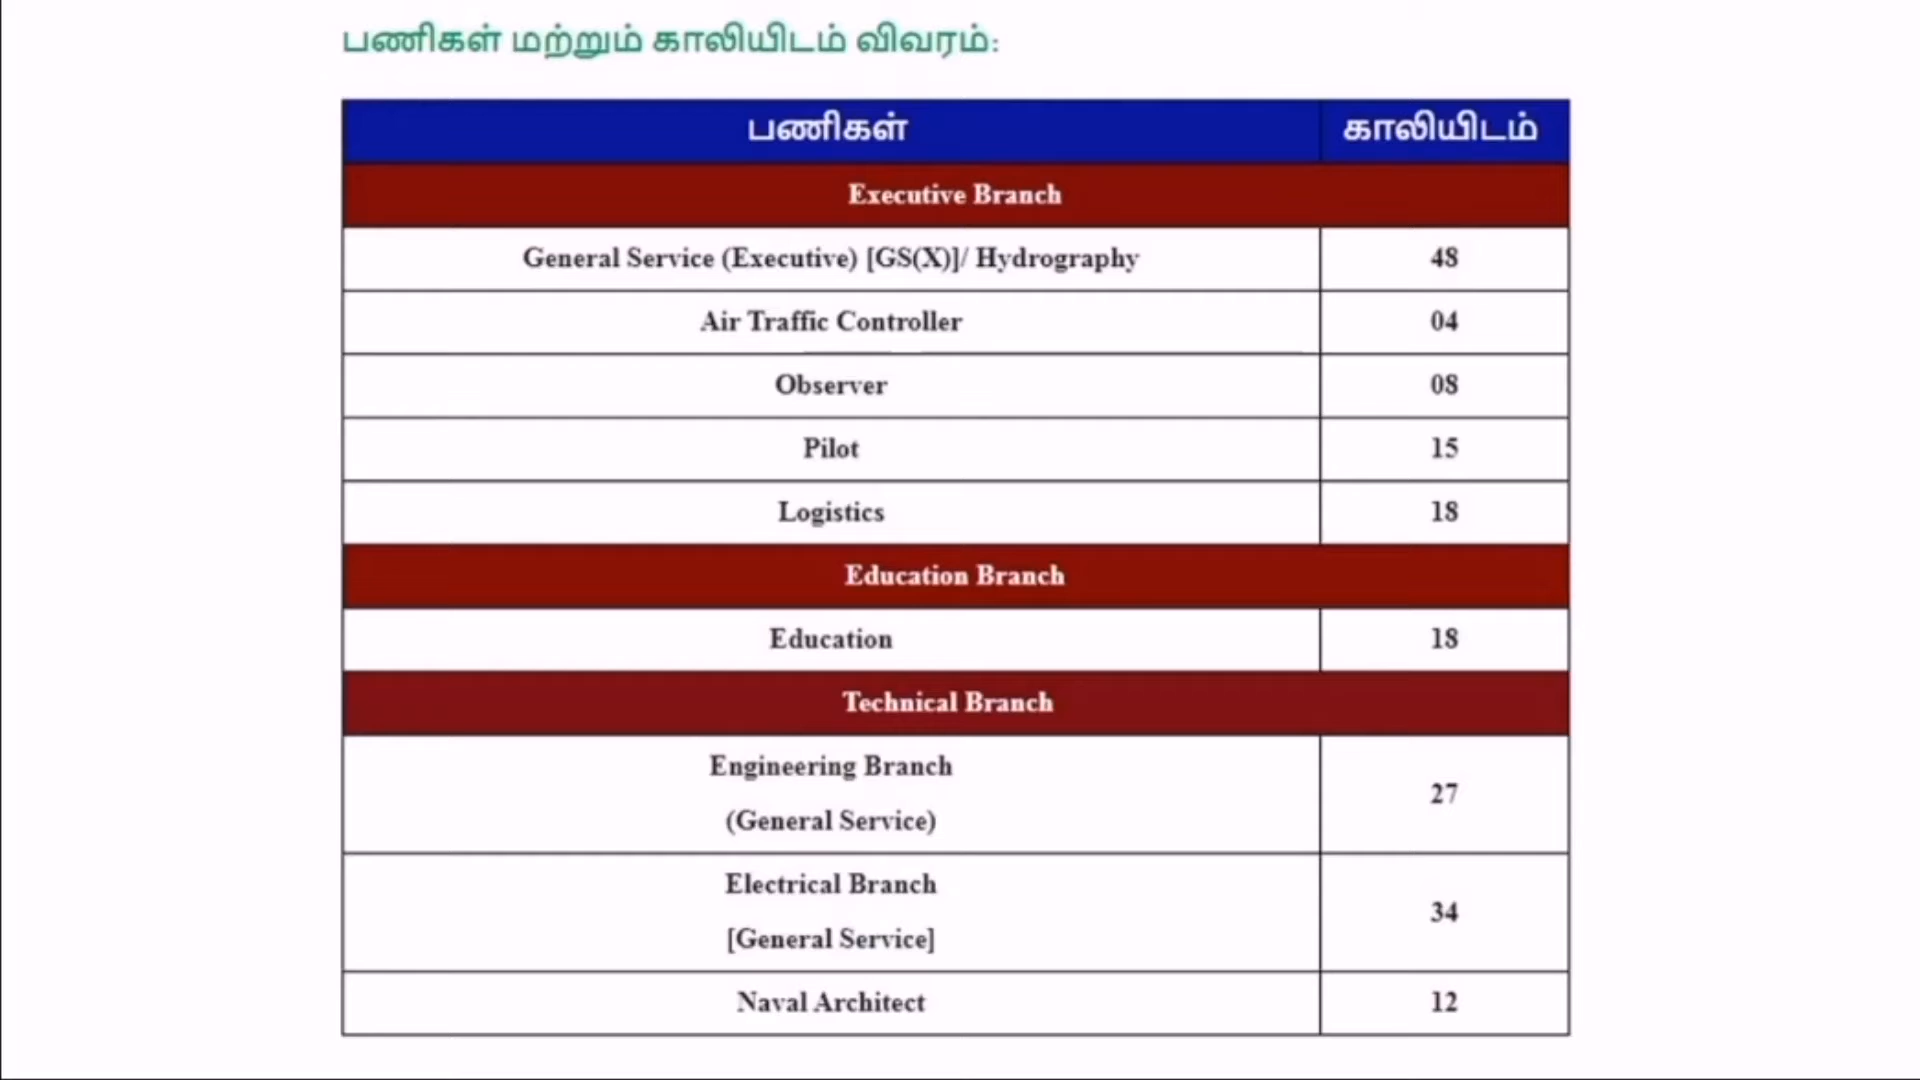 பணிகள் மற்றும் காலியிடம் விவரம்:
பணிகள் காலியிடம்
Executive Branch
General Service (Executive) [GS(X)]/ Hydrography 48
Air Traffic Controller 04
Observer 08
Pilot 15
Logistics 18
Education Branch
Education 18
Technical Branch
Engineering Branch
(General Service) 27
Electrical Branch
[General Service] 34
Naval Architect 12